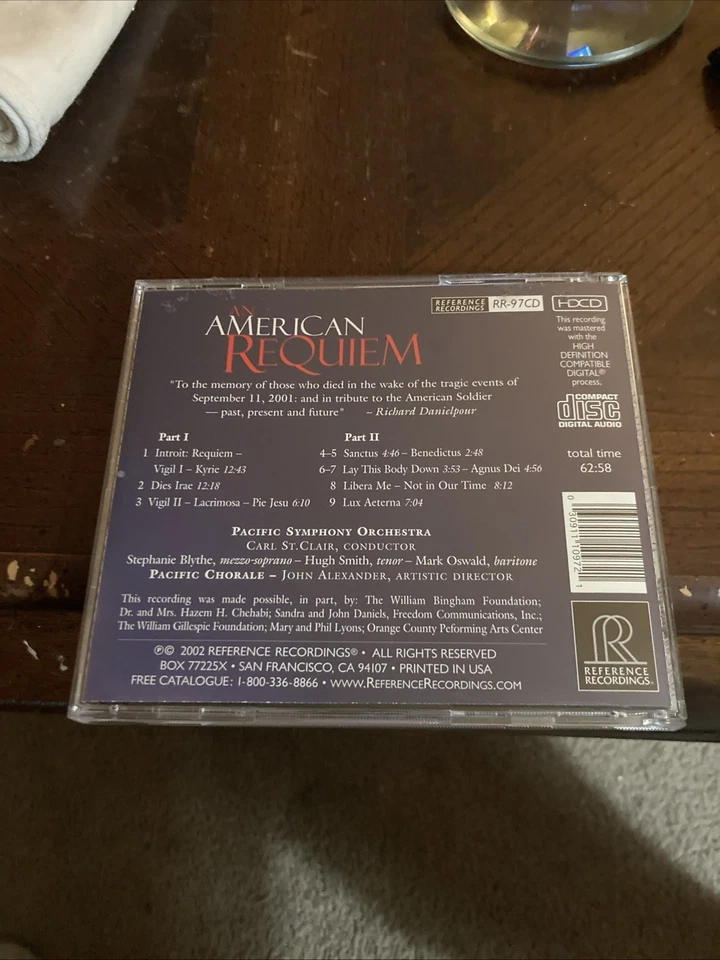 AN
AMERICAN
REQUIEM
REFERENCE
RECORDINGS
RR-97CD
HDCD
This recording
was mastered
with the
HIGH
DEFINITION
COMPATIBLE
DIGITAL®
process.
COMPACT
disc
DIGITAL AUDIO
total time
62:58
"To the memory of those who died in the wake of the tragic events of
September 11, 2001: and in tribute to the American Soldier
— past, present and future" – Richard Danielpour
Part I
1 Introit: Requiem –
Vigil I – Kyrie 12:43
2 Dies Irae 12:18
3 Vigil II – Lacrimosa – Pie Jesu 6:10
Part II
4–5 Sanctus 4:46 – Benedictus 2:48
6–7 Lay This Body Down 3:53 – Agnus Dei 4:56
8 Libera Me – Not in Our Time 8:12
9 Lux Aeterna 7:04
PACIFIC SYMPHONY ORCHESTRA
CARL ST.CLAIR, CONDUCTOR
Stephanie Blythe, mezzo-soprano – Hugh Smith, tenor – Mark Oswald, baritone
PACIFIC CHORALE – JOHN ALEXANDER, ARTISTIC DIRECTOR
This recording was made possible, in part, by: The William Bingham Foundation;
Dr. and Mrs. Hazem H. Chehabi; Sandra and John Daniels, Freedom Communications, Inc.;
The William Gillespie Foundation; Mary and Phil Lyons; Orange County Peforming Arts Center
℗© 2002 REFERENCE RECORDINGS® • ALL RIGHTS RESERVED
BOX 77225X • SAN FRANCISCO, CA 94107 • PRINTED IN USA
FREE CATALOGUE: 1-800-336-8866 • WWW.REFERENCERECORDINGS.COM
0 30911 10972 1
RR
REFERENCE
RECORDINGS®